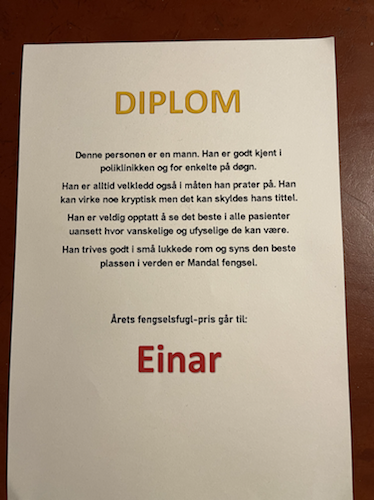 DIPLOM
Denne personen er en mann. Han er godt kjent i
poliklinikken og for enkelte på døgn.
Han er alltid velkledd også i måten han prater på. Han
kan virke noe kryptisk men det kan skyldes hans tittel.
Han er veldig opptatt å se det beste i alle pasienter
uansett hvor vanskelige og ufyselige de kan være.
Han trives godt i små lukkede rom og syns den beste
plassen i verden er Mandal fengsel.
Årets fengselsfugl-pris går til:
Einar